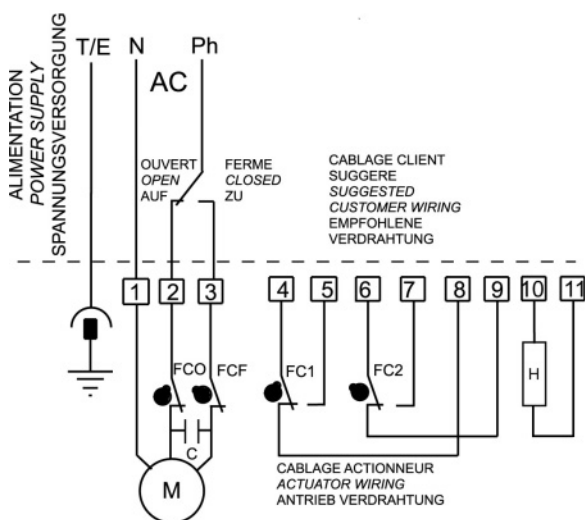 ALIMENTATION
POWER SUPPLY
SPANNUNGSVERSORGUNG
T/E N Ph
AC
OUVERT
OPEN
AUF
FERME
CLOSED
ZU
CABLAGE CLIENT
SUGGERE
SUGGESTED
CUSTOMER WIRING
EMPFOHLENE
VERDRAHTUNG
1 2 3 4 5 6 7 8 9 10 11
FCO FCF FC1 FC2 H
C
M
CABLAGE ACTIONNEUR
ACTUATOR WIRING
ANTRIEB VERDRAHTUNG